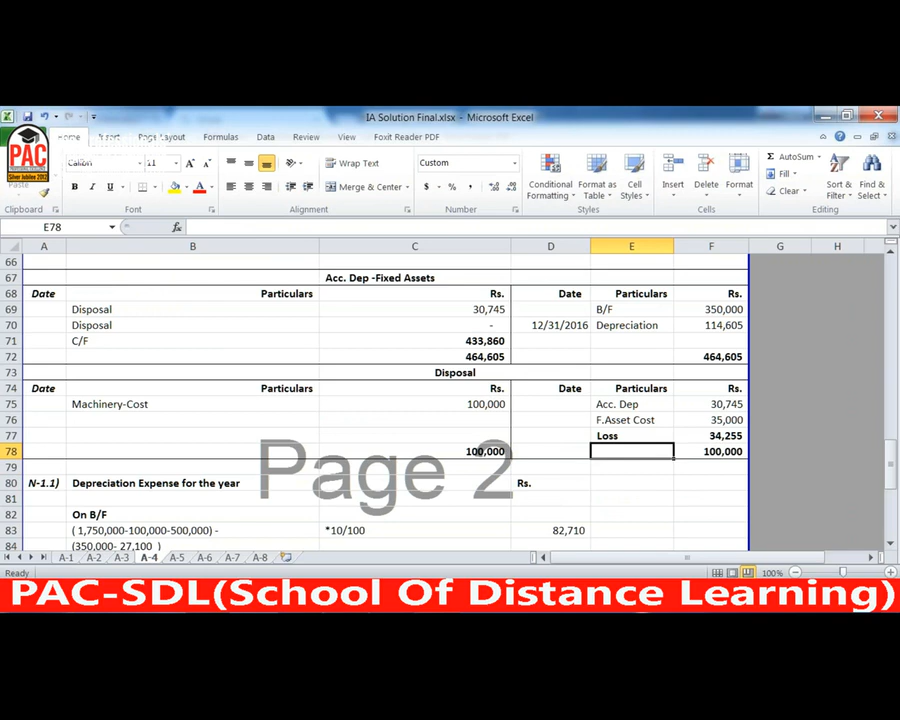 IA Solution Final.xlsx - Microsoft Excel
Home Insert Page Layout Formulas Data Review View Foxit Reader PDF
PAC
Silver Jubilee 2012
Paste
Calibri 11 Wrap Text Custom Σ AutoSum
Fill
Merge & Center $ % , Conditional Formatting Format as Table Cell Styles Insert Delete Format Clear Sort & Filter Find & Select
B I U A
Clipboard Font Alignment Number Styles Cells Editing
E78 fx
A B C D E F G H
66
67 Acc. Dep -Fixed Assets
68 Date Particulars Rs. Date Particulars Rs.
69 Disposal 30,745 B/F 350,000
70 Disposal - 12/31/2016 Depreciation 114,605
71 C/F 433,860
72 464,605 464,605
73 Disposal
74 Date Particulars Rs. Date Particulars Rs.
75 Machinery-Cost 100,000 Acc. Dep 30,745
76 F.Asset Cost 35,000
77 Loss 34,255
78 100,000 100,000
Page 2
79
80 N-1.1) Depreciation Expense for the year Rs.
81
82 On B/F
83 ( 1,750,000-100,000-500,000) - *10/100 82,710
84 (350,000- 27,100 )
A-1 A-2 A-3 A-4 A-5 A-6 A-7 A-8
Ready 100%
PAC-SDL(School Of Distance Learning)